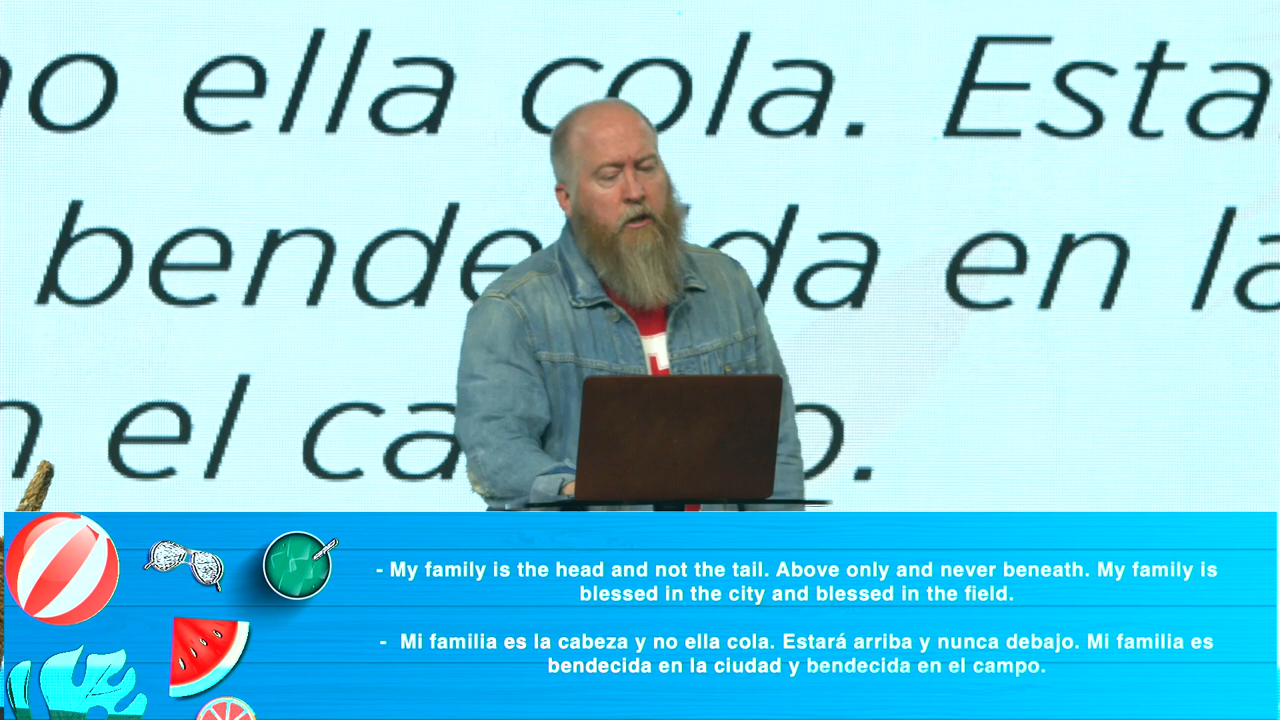 no ella cola. Esta
bende da en la
n el ca o.
- My family is the head and not the tail. Above only and never beneath. My family is
blessed in the city and blessed in the field.
- Mi familia es la cabeza y no ella cola. Estará arriba y nunca debajo. Mi familia es
bendecida en la ciudad y bendecida en el campo.